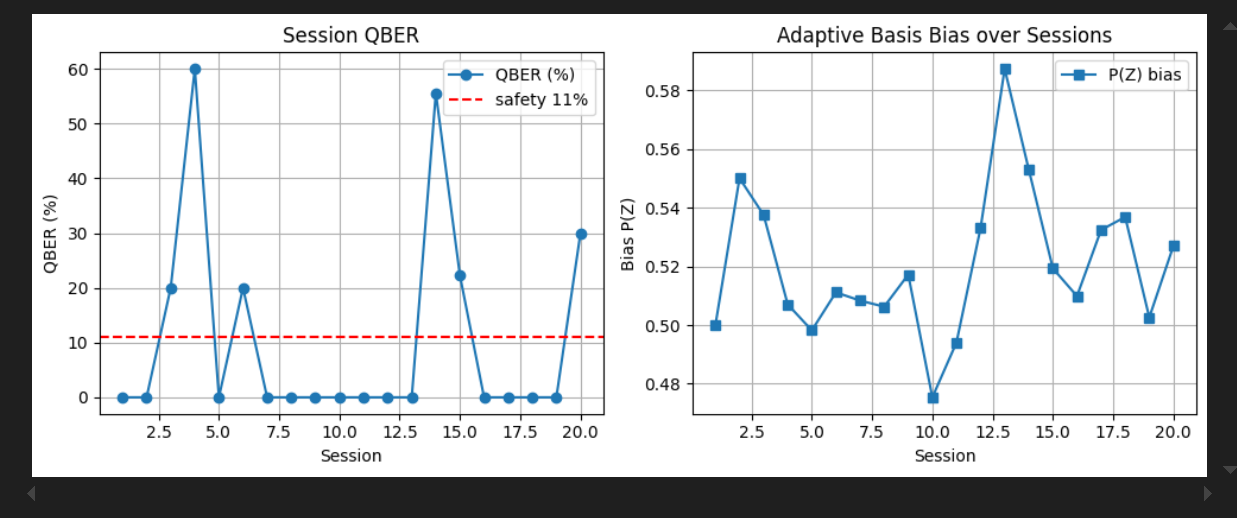 Session QBER
QBER (%)
60
50
40
30
20
10
0
QBER (%)
safety 11%
2.5 5.0 7.5 10.0 12.5 15.0 17.5 20.0
Session
Adaptive Basis Bias over Sessions
Bias P(Z)
0.58
0.56
0.54
0.52
0.50
0.48
P(Z) bias
2.5 5.0 7.5 10.0 12.5 15.0 17.5 20.0
Session